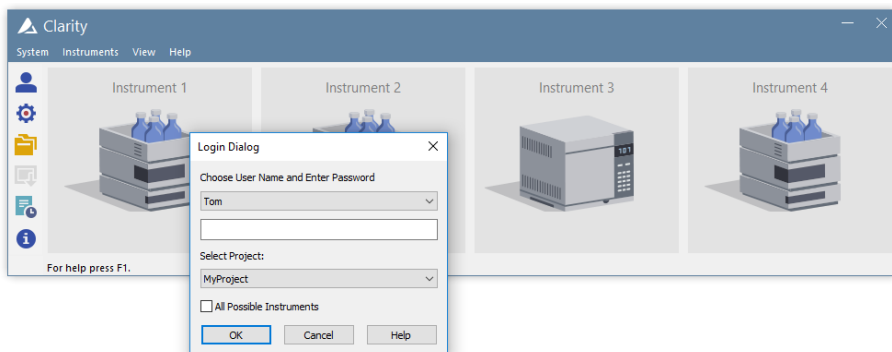 Clarity
System Instruments View Help
Instrument 1 Instrument 2 Instrument 3 Instrument 4
Login Dialog
Choose User Name and Enter Password
Tom
Select Project:
MyProject
All Possible Instruments
OK Cancel Help
For help press F1.